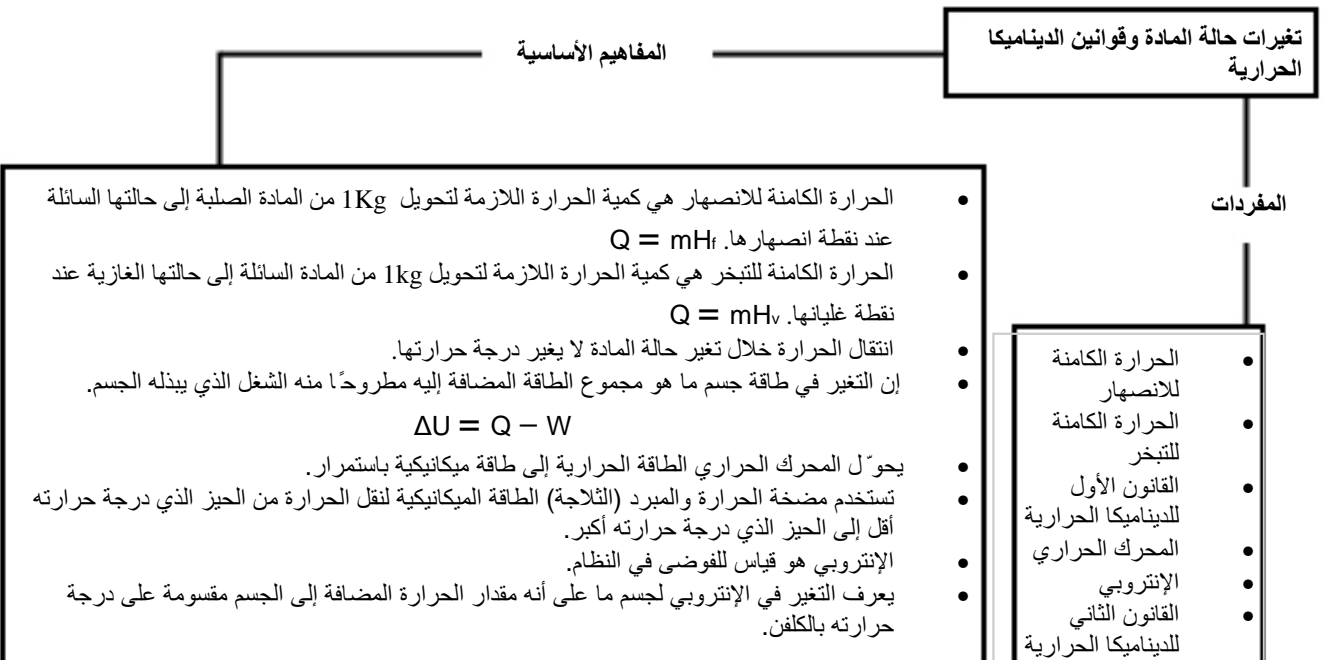 تغيرات حالة المادة وقوانين الديناميكا
الحرارية
المفاهيم الأساسية
الحرارة الكامنة للانصهار هي كمية الحرارة اللازمة لتحويل 1Kg من المادة الصلبة إلى حالتها السائلة
عند نقطة انصهارها. Q = mHf
الحرارة الكامنة للتبخر هي كمية الحرارة اللازمة لتحويل 1kg من المادة السائلة إلى حالتها الغازية عند
نقطة غليانها. Q = mHv
انتقال الحرارة خلال تغير حالة المادة لا يغير درجة حرارتها.
إن التغير في طاقة جسم ما هو مجموع الطاقة المضافة إليه مطروحًا منه الشغل الذي يبذله الجسم.
ΔU = Q – W
يحوّل المحرك الحراري الطاقة الحرارية إلى طاقة ميكانيكية باستمرار.
تستخدم مضخة الحرارة والمبرد (الثلاجة) الطاقة الميكانيكية لنقل الحرارة من الحيز الذي درجة حرارته
أقل إلى الحيز الذي درجة حرارته أكبر.
الإنتروبي هو قياس للفوضى في النظام.
يعرف التغير في الإنتروبي لجسم ما على أنه مقدار الحرارة المضافة إلى الجسم مقسومة على درجة
حرارته بالكلفن.
المفردات
الحرارة الكامنة
للانصهار
الحرارة الكامنة
للتبخر
القانون الأول
للديناميكا الحرارية
المحرك الحراري
الإنتروبي
القانون الثاني
للديناميكا الحرارية